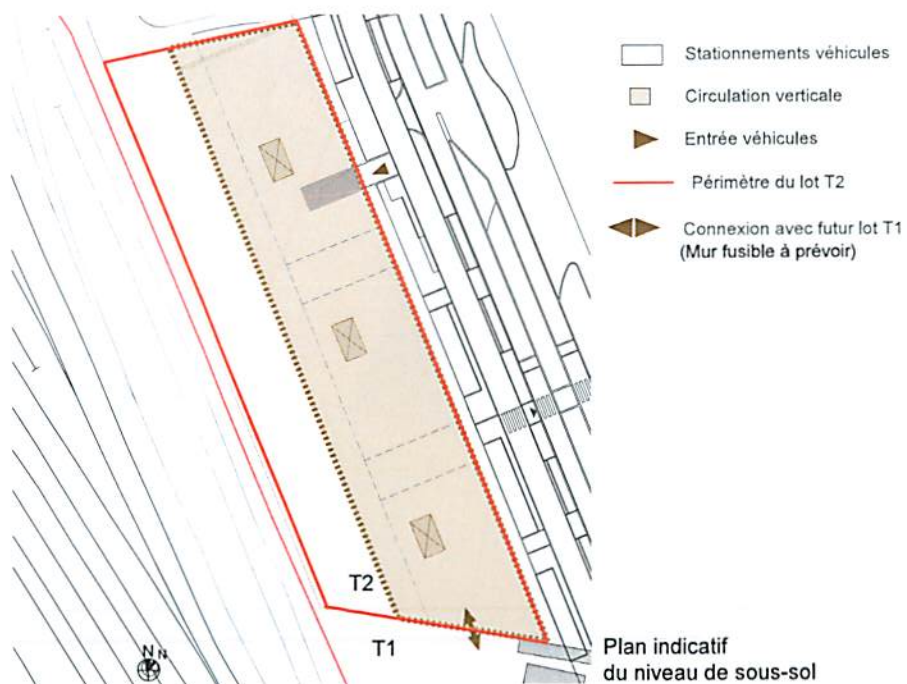 Stationnements véhicules
Circulation verticale
Entrée véhicules
Périmètre du lot T2
Connexion avec futur lot T1
(Mur fusible à prévoir)
T2
T1
N N
Plan indicatif
du niveau de sous-sol